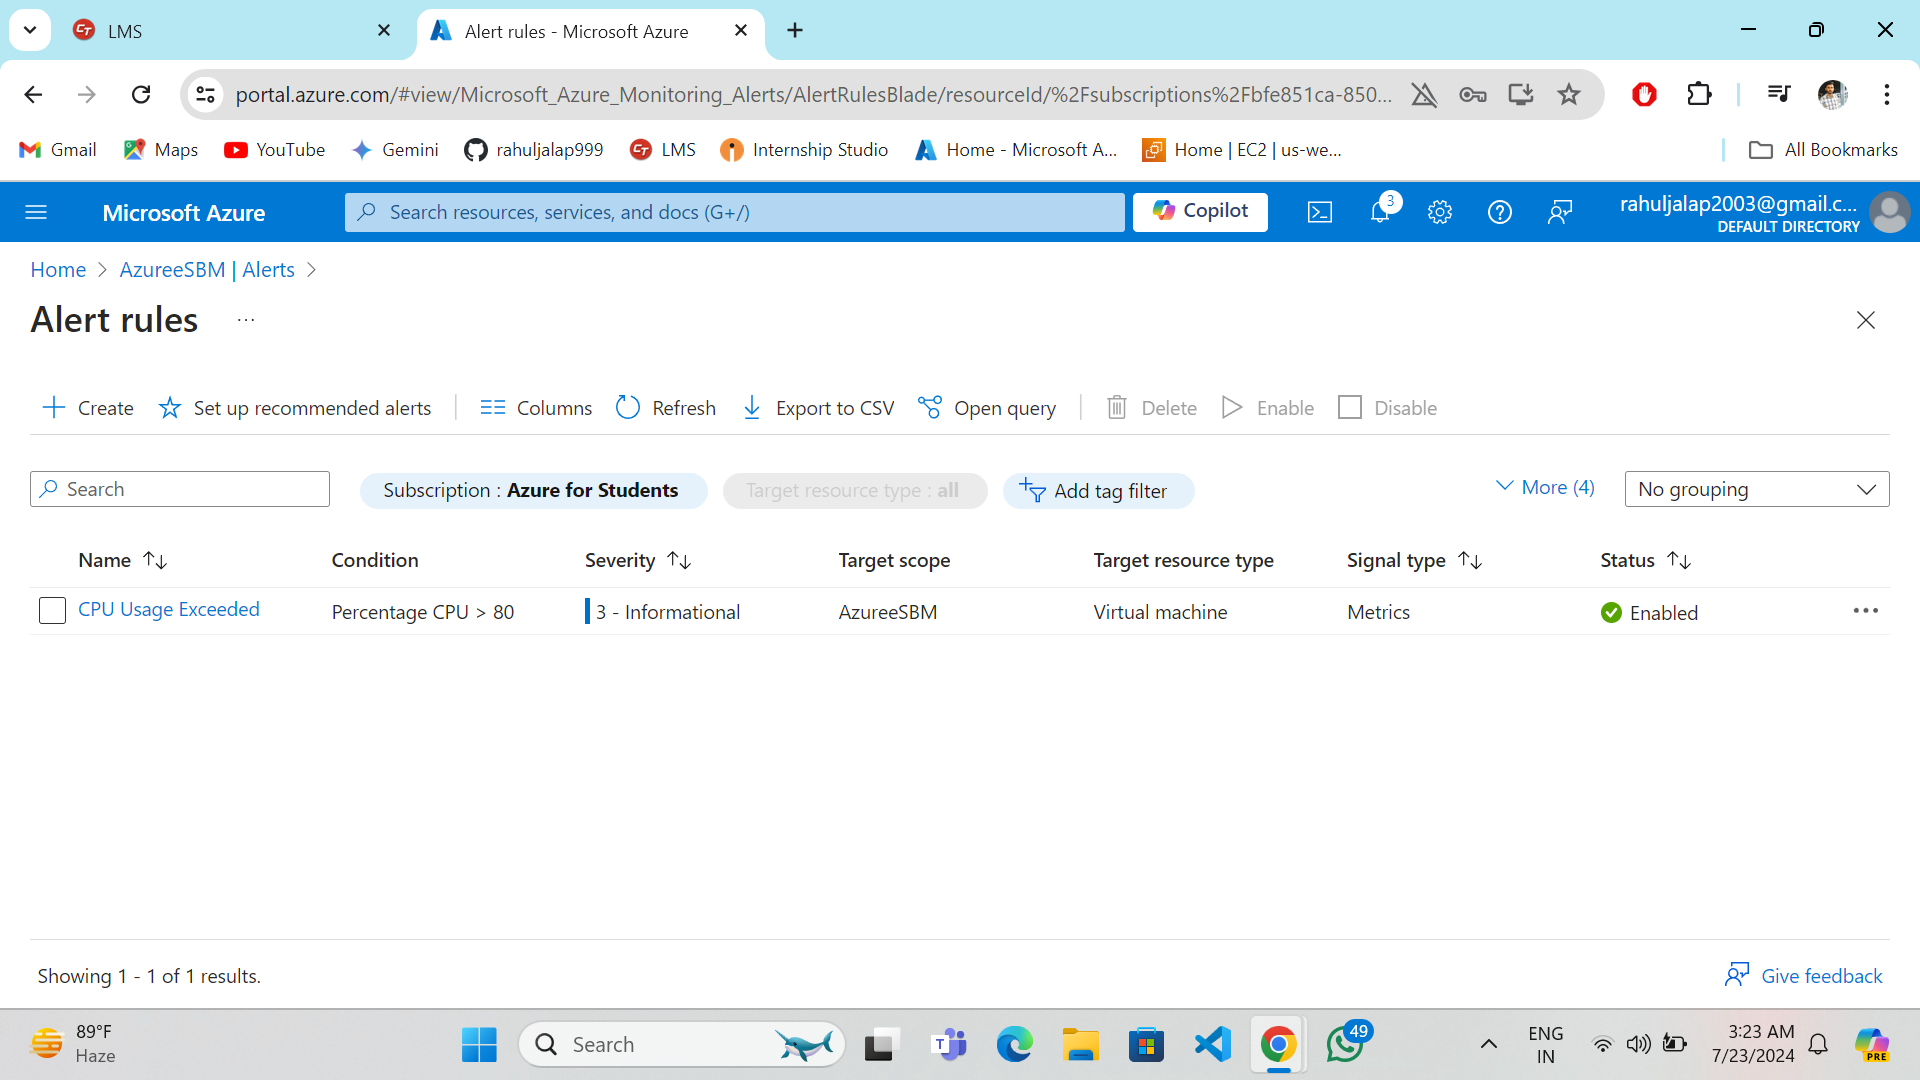 LMS
Alert rules - Microsoft Azure
portal.azure.com/#view/Microsoft_Azure_Monitoring_Alerts/AlertRulesBlade/resourceId/%2Fsubscriptions%2Fbfe851ca-850...
Gmail Maps YouTube Gemini rahuljalap999 LMS Internship Studio Home - Microsoft A... Home | EC2 | us-we... All Bookmarks
Microsoft Azure Search resources, services, and docs (G+/) Copilot 3 rahuljalap2003@gmail.c...
DEFAULT DIRECTORY
Home > AzureeSBM | Alerts >
Alert rules ...
Create Set up recommended alerts Columns Refresh Export to CSV Open query Delete Enable Disable
Search Subscription : Azure for Students Target resource type : all Add tag filter More (4) No grouping
Name Condition Severity Target scope Target resource type Signal type Status
CPU Usage Exceeded Percentage CPU > 80 3 - Informational AzureeSBM Virtual machine Metrics Enabled
Showing 1 - 1 of 1 results. Give feedback
89°F
Haze
Search
T
49
ENG
IN
3:23 AM
7/23/2024
PRE